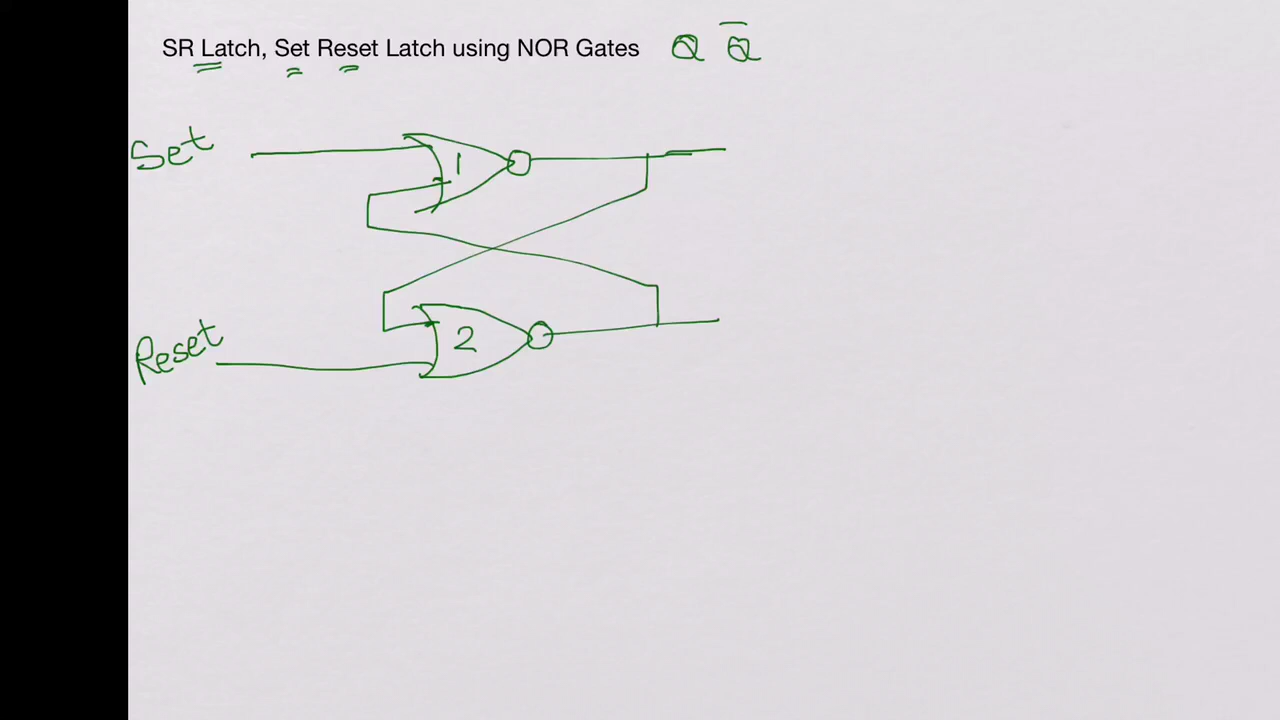 SR Latch, Set Reset Latch using NOR Gates Q Q̅
Set
1
2
Reset